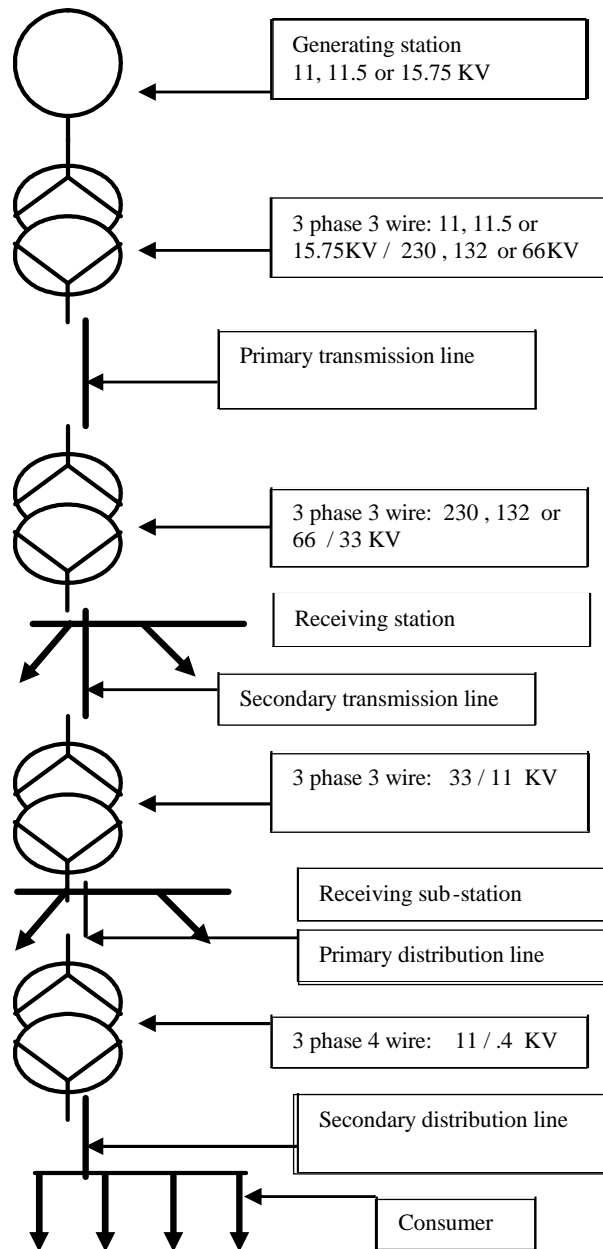 Generating station
11, 11.5 or 15.75 KV
3 phase 3 wire: 11, 11.5 or
15.75KV / 230 , 132 or 66KV
Primary transmission line
3 phase 3 wire: 230 , 132 or
66 / 33 KV
Receiving station
Secondary transmission line
3 phase 3 wire: 33 / 11 KV
Receiving sub-station
Primary distribution line
3 phase 4 wire: 11 / .4 KV
Secondary distribution line
Consumer